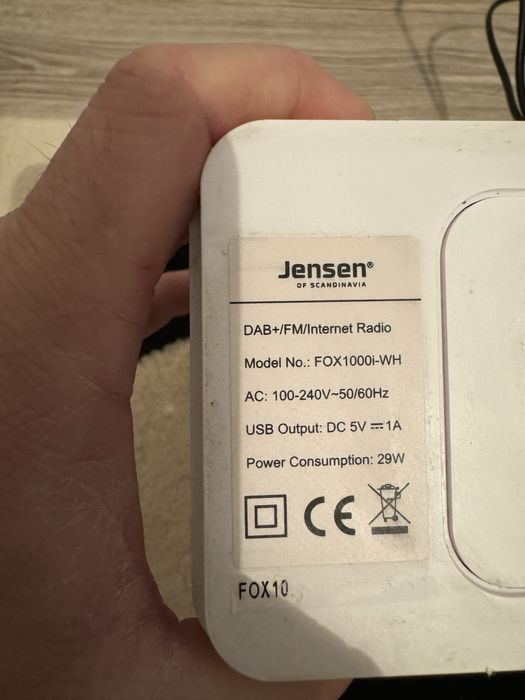 Jensen®
OF SCANDINAVIA
DAB+/FM/Internet Radio
Model No.: FOX1000i-WH
AC: 100-240V~50/60Hz
USB Output: DC 5V ⎓ 1A
Power Consumption: 29W
CE
FOX10